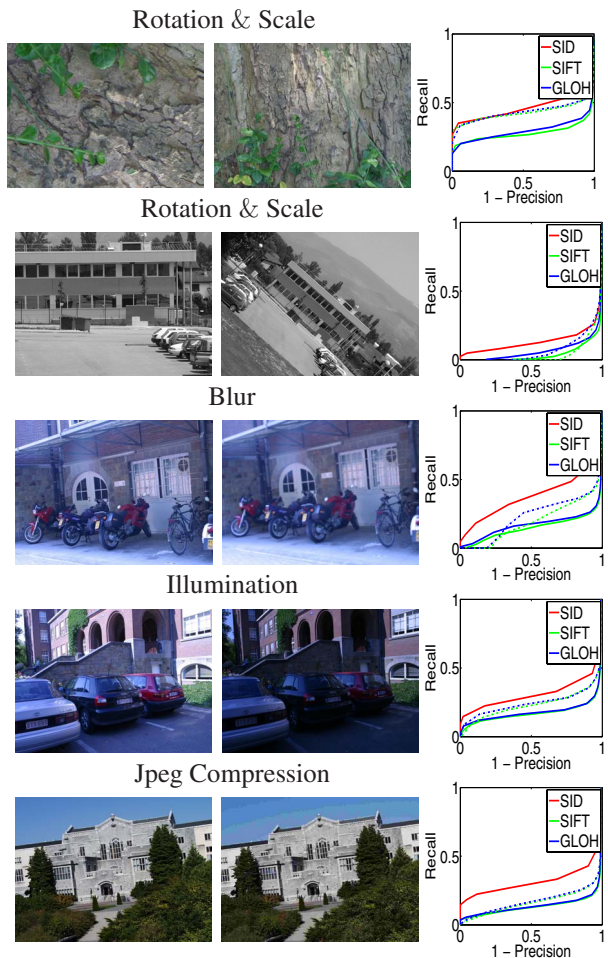 Rotation & Scale
1
SID
SIFT
GLOH
Recall
0.5
0
0
0.5
1
1 − Precision
Rotation & Scale
1
SID
SIFT
GLOH
Recall
0.5
0
0
0.5
1
1 − Precision
Blur
1
SID
SIFT
GLOH
Recall
0.5
0
0
0.5
1
1 − Precision
Illumination
1
SID
SIFT
GLOH
Recall
0.5
0
0
0.5
1
1 − Precision
Jpeg Compression
1
SID
SIFT
GLOH
Recall
0.5
0
0
0.5
1
1 − Precision